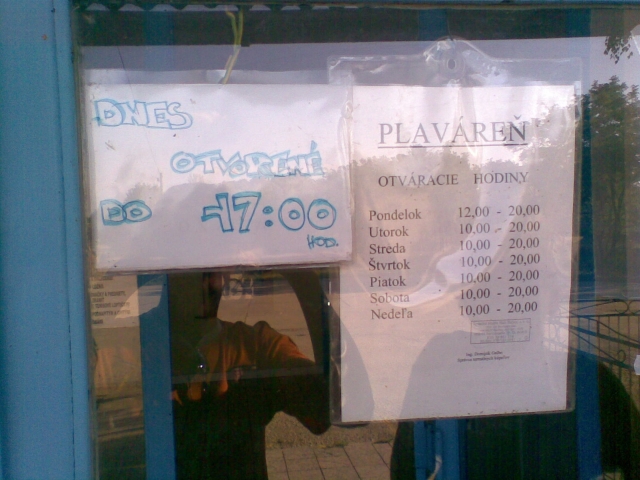 DNES
OTVORENÉ
DO 17:00
HOD.
PLAVÁREŇ
OTVÁRACIE HODINY
Pondelok 12,00 - 20,00
Utorok 10,00 - 20,00
Streda 10,00 - 20,00
Štvrtok 10,00 - 20,00
Piatok 10,00 - 20,00
Sobota 10,00 - 20,00
Nedeľa 10,00 - 20,00